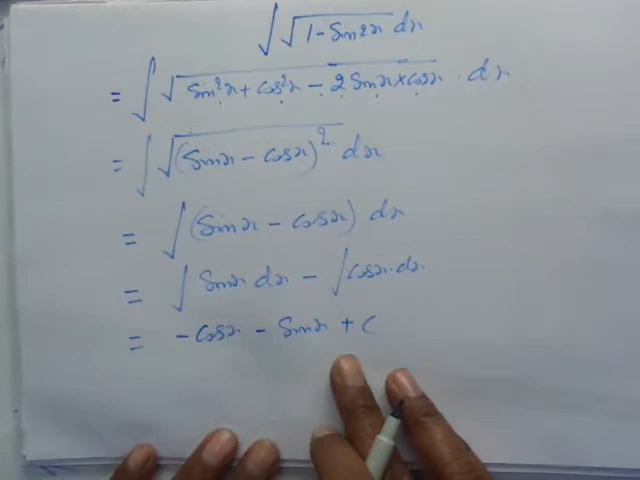 ∫ √(1 - Sin2x) dx
= ∫ √(Sin²x + Cos²x - 2 Sinx × Cosx) . dx
= ∫ √(Sinx - Cosx)² dx
= ∫ (Sinx - Cosx) dx
= ∫ Sinx dx - ∫ Cosx . dx
= - Cosx - Sinx + C